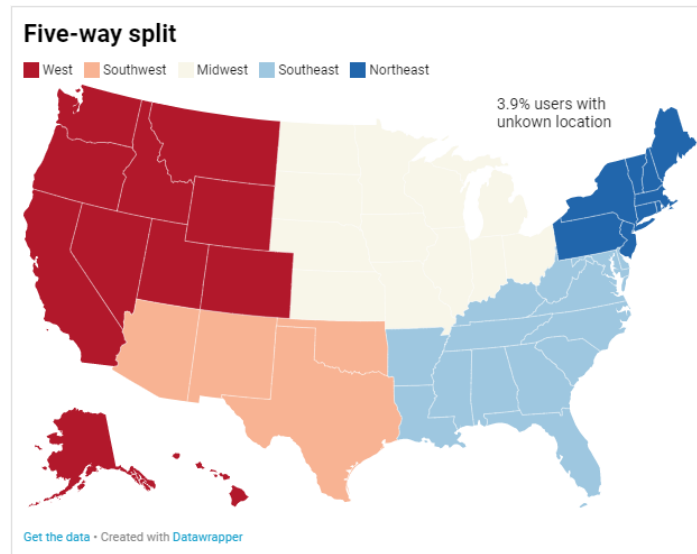 Five-way split
West Southwest Midwest Southeast Northeast
3.9% users with
unkown location
Get the data • Created with Datawrapper